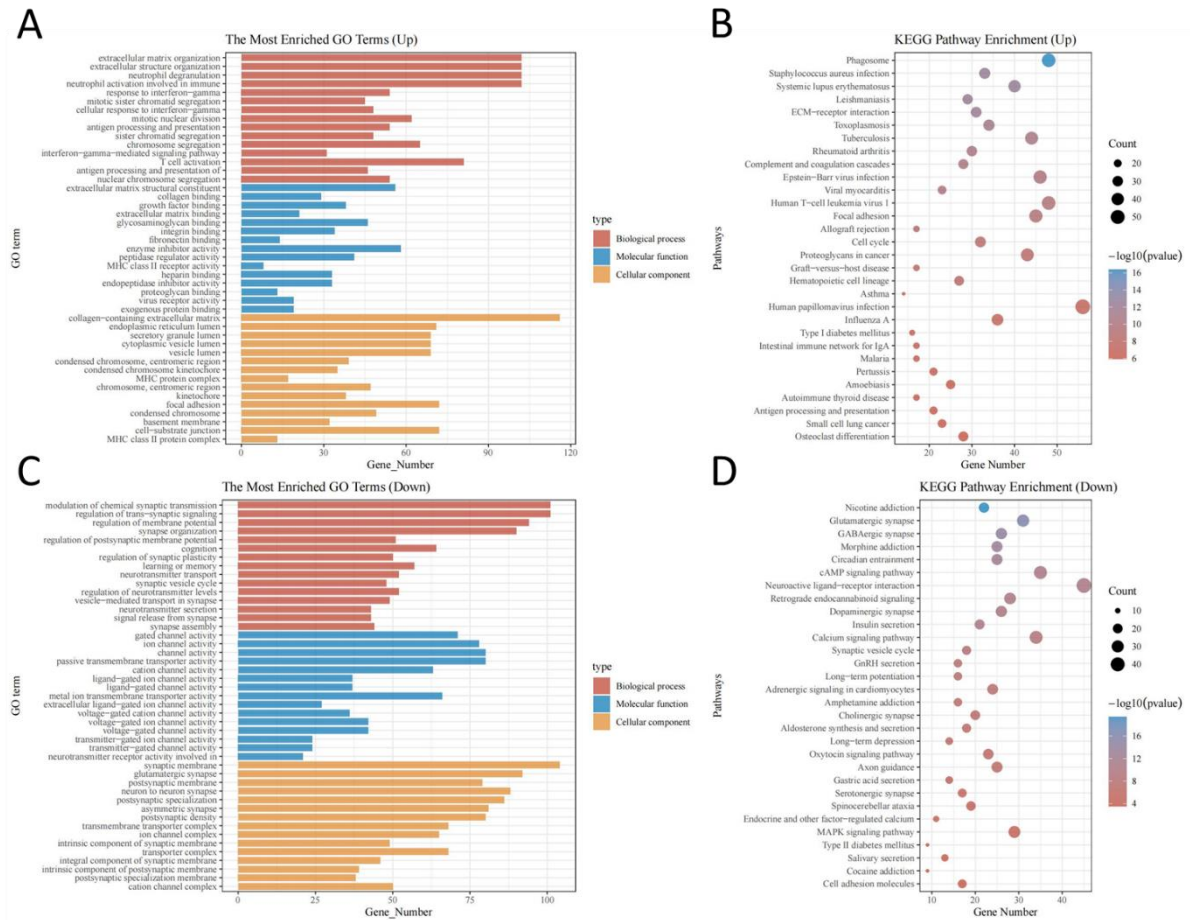 A
The Most Enriched GO Terms (Up)
GO term
extracellular matrix organization
extracellular structure organization
neutrophil degranulation
neutrophil activation involved in immune
response to interferon-gamma
mitotic sister chromatid segregation
cellular response to interferon-gamma
mitotic nuclear division
antigen processing and presentation
sister chromatid segregation
chromosome segregation
interferon-gamma-mediated signaling pathway
T cell activation
antigen processing and presentation of
nuclear chromosome segregation
extracellular matrix structural constituent
collagen binding
growth factor binding
extracellular matrix binding
glycosaminoglycan binding
integrin binding
fibronectin binding
enzyme inhibitor activity
peptidase regulator activity
MHC class II receptor activity
heparin binding
endopeptidase inhibitor activity
proteoglycan binding
virus receptor activity
exogenous protein binding
collagen-containing extracellular matrix
endoplasmic reticulum lumen
secretory granule lumen
cytoplasmic vesicle lumen
vesicle lumen
condensed chromosome, centromeric region
condensed chromosome kinetochore
MHC protein complex
chromosome, centromeric region
kinetochore
focal adhesion
condensed chromosome
basement membrane
cell-substrate junction
MHC class II protein complex
0 30 60 90 120
Gene_Number
type
Biological process
Molecular function
Cellular component
B
KEGG Pathway Enrichment (Up)
Pathways
Phagosome
Staphylococcus aureus infection
Systemic lupus erythematosus
Leishmaniasis
ECM-receptor interaction
Toxoplasmosis
Tuberculosis
Rheumatoid arthritis
Complement and coagulation cascades
Epstein-Barr virus infection
Viral myocarditis
Human T-cell leukemia virus 1
Focal adhesion
Allograft rejection
Cell cycle
Proteoglycans in cancer
Graft-versus-host disease
Hematopoietic cell lineage
Asthma
Human papillomavirus infection
Influenza A
Type I diabetes mellitus
Intestinal immune network for IgA
Malaria
Pertussis
Amoebiasis
Autoimmune thyroid disease
Antigen processing and presentation
Small cell lung cancer
Osteoclast differentiation
20 30 40 50
Gene Number
Count
20
30
40
50
−log10(pvalue)
16
14
12
10
8
6
C
The Most Enriched GO Terms (Down)
GO term
modulation of chemical synaptic transmission
regulation of trans-synaptic signaling
regulation of membrane potential
synapse organization
regulation of postsynaptic membrane potential
cognition
regulation of synaptic plasticity
learning or memory
neurotransmitter transport
synaptic vesicle cycle
regulation of neurotransmitter levels
vesicle-mediated transport in synapse
neurotransmitter secretion
signal release from synapse
synapse assembly
gated channel activity
ion channel activity
channel activity
passive transmembrane transporter activity
cation channel activity
ligand-gated ion channel activity
ligand-gated channel activity
metal ion transmembrane transporter activity
extracellular ligand-gated ion channel activity
voltage-gated cation channel activity
voltage-gated ion channel activity
voltage-gated channel activity
transmitter-gated ion channel activity
transmitter-gated channel activity
neurotransmitter receptor activity involved in
synaptic membrane
glutamatergic synapse
postsynaptic membrane
neuron to neuron synapse
postsynaptic specialization
asymmetric synapse
postsynaptic density
transmembrane transporter complex
ion channel complex
intrinsic component of synaptic membrane
transporter complex
integral component of synaptic membrane
intrinsic component of postsynaptic membrane
postsynaptic specialization membrane
cation channel complex
0 25 50 75 100
Gene_Number
type
Biological process
Molecular function
Cellular component
D
KEGG Pathway Enrichment (Down)
Pathways
Nicotine addiction
Glutamatergic synapse
GABAergic synapse
Morphine addiction
Circadian entrainment
cAMP signaling pathway
Neuroactive ligand-receptor interaction
Retrograde endocannabinoid signaling
Dopaminergic synapse
Insulin secretion
Calcium signaling pathway
Synaptic vesicle cycle
GnRH secretion
Long-term potentiation
Adrenergic signaling in cardiomyocytes
Amphetamine addiction
Cholinergic synapse
Aldosterone synthesis and secretion
Long-term depression
Oxytocin signaling pathway
Axon guidance
Gastric acid secretion
Serotonergic synapse
Spinocerebellar ataxia
Endocrine and other factor-regulated calcium
MAPK signaling pathway
Type II diabetes mellitus
Salivary secretion
Cocaine addiction
Cell adhesion molecules
10 20 30 40
Gene Number
Count
10
20
30
40
−log10(pvalue)
16
12
8
4